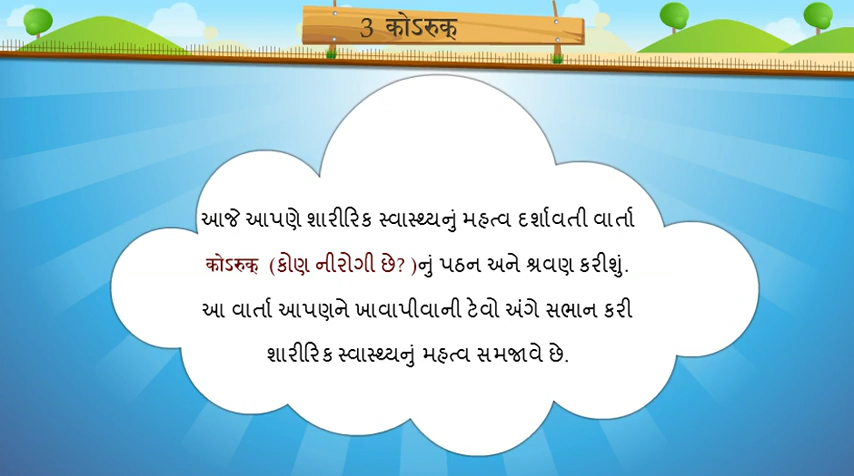 3 कोऽरुक्
આજે આપણે શારીરિક સ્વાસ્થ્યનું મહત્વ દર્શાવતી વાર્તા
कोऽरुक् (કોણ નીરોગી છે? )નું પઠન અને શ્રવણ કરીશું.
આ વાર્તા આપણને ખાવાપીવાની ટેવો અંગે સભાન કરી
શારીરિક સ્વાસ્થ્યનું મહત્વ સમજાવે છે.